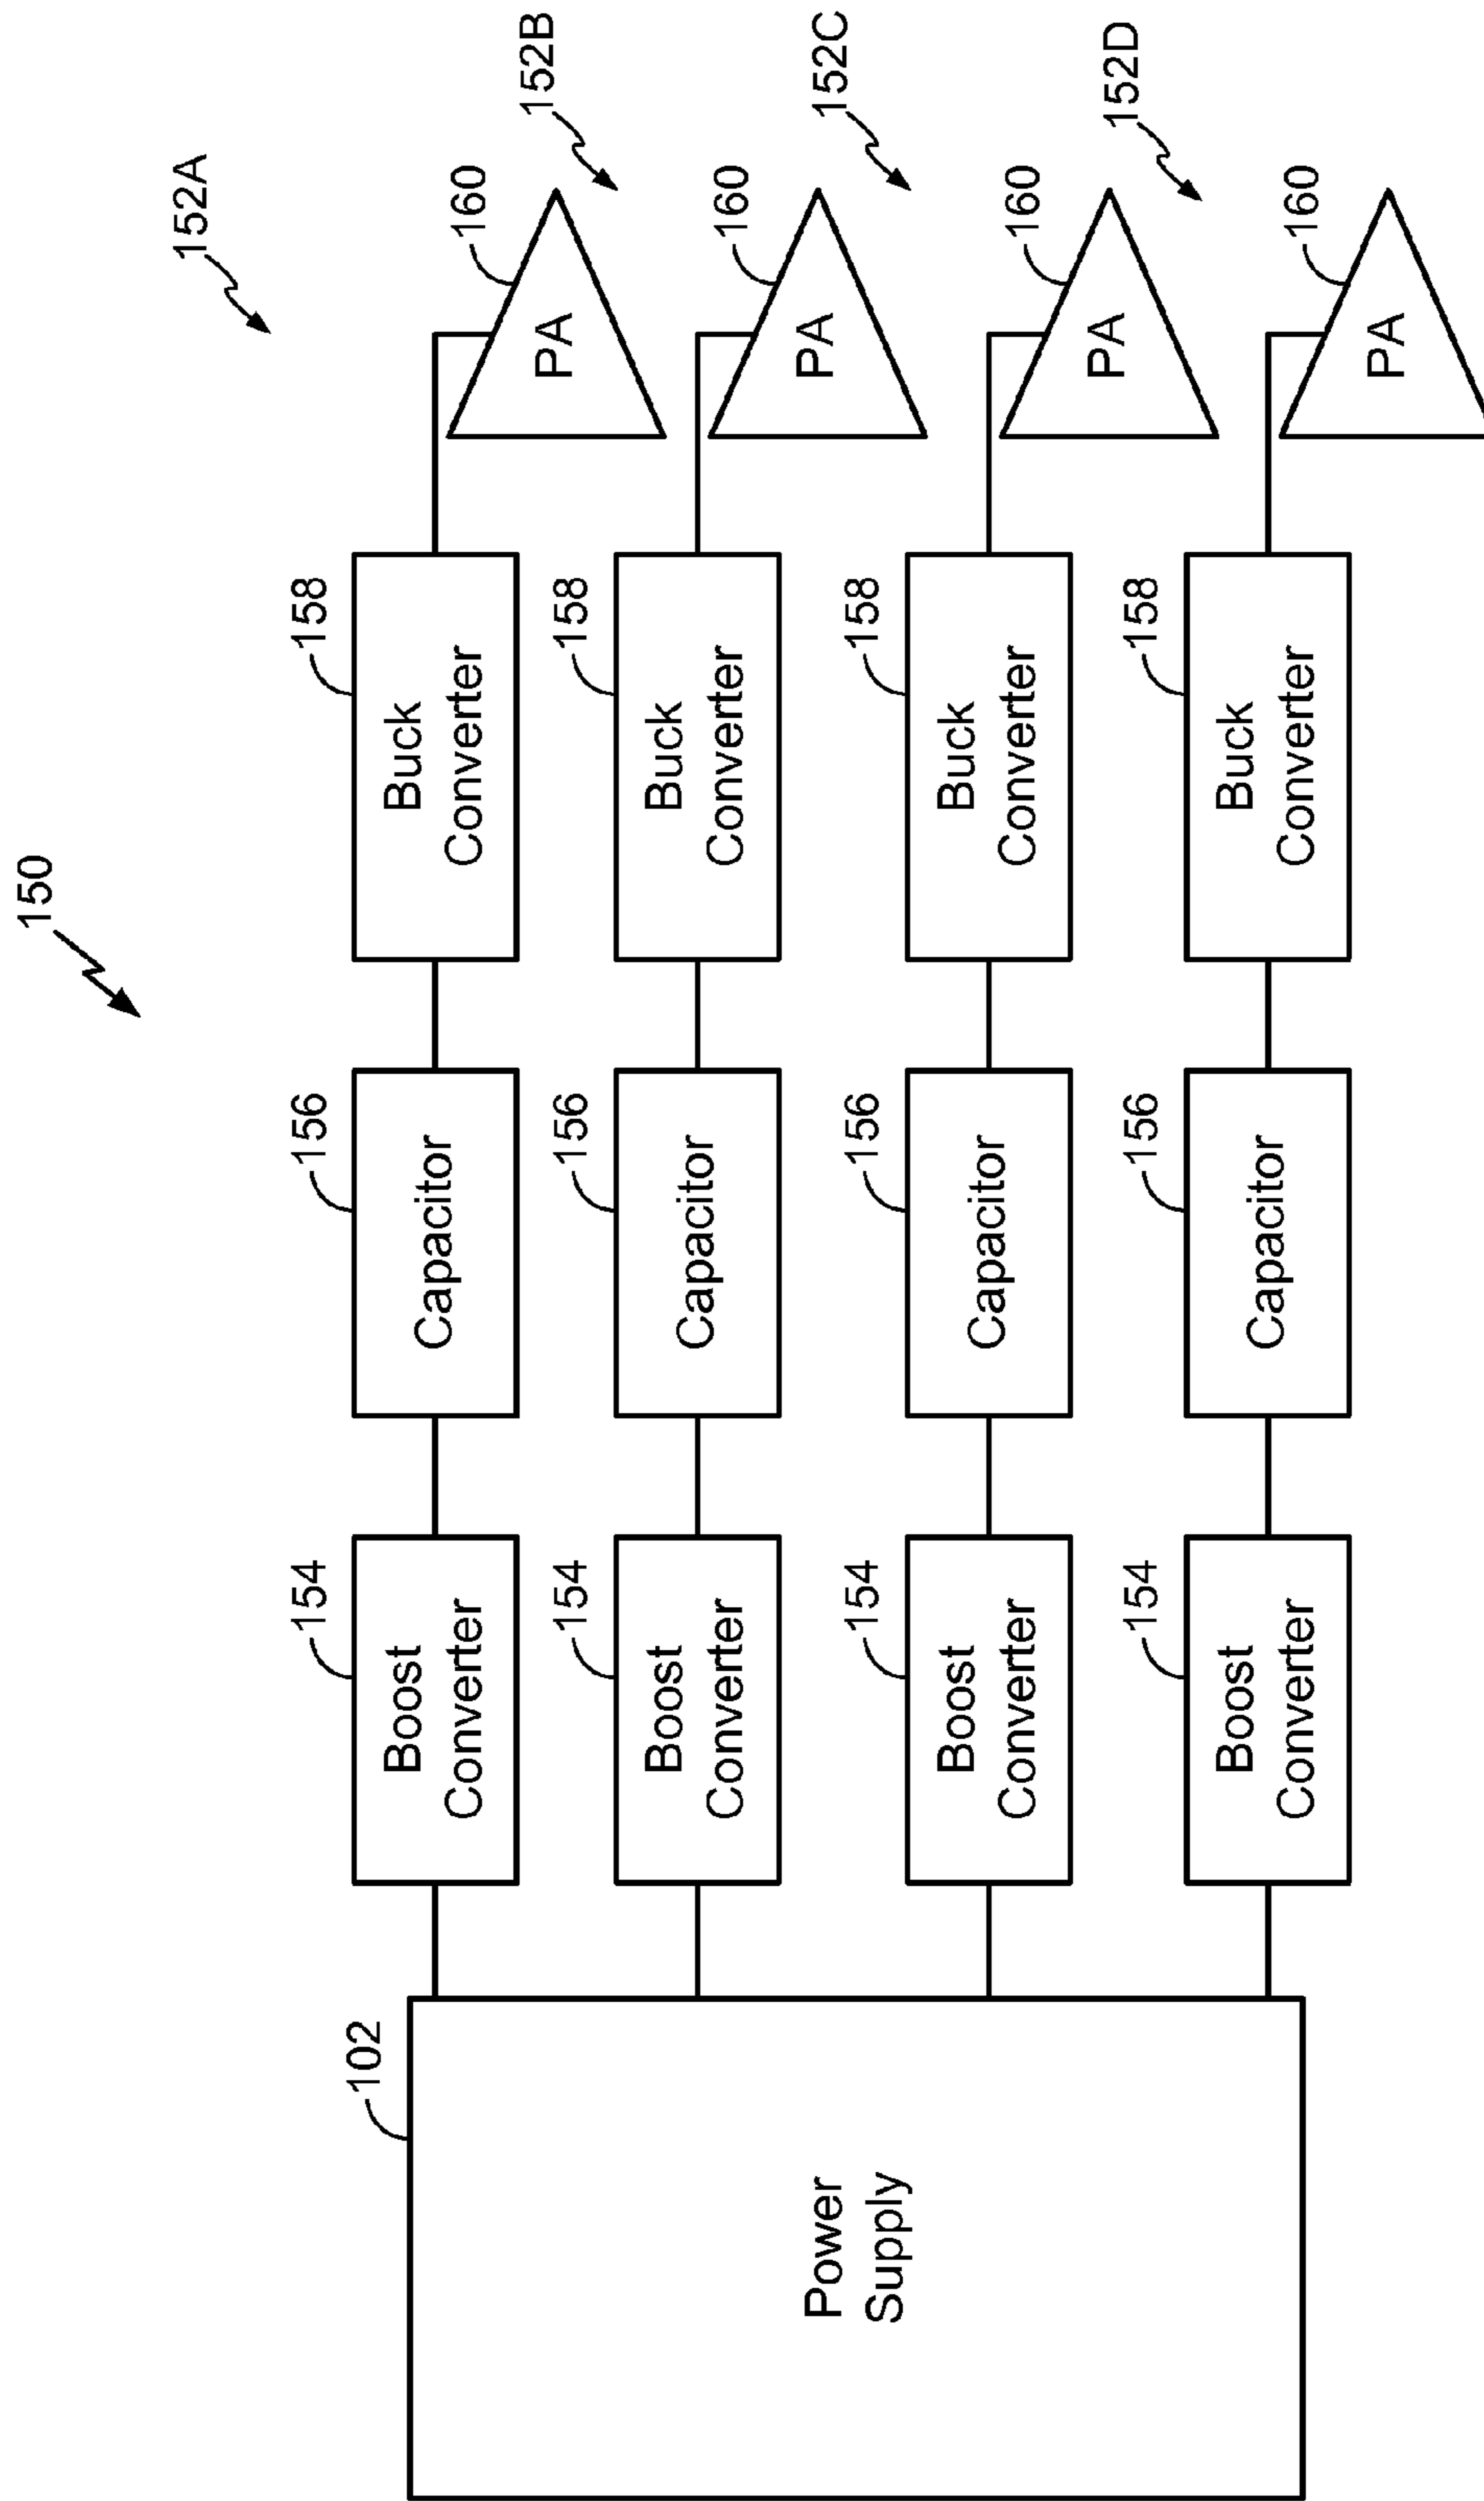 150
152A
152B
152C
152D
102
Power
Supply
154
Boost
Converter
156
Capacitor
158
Buck
Converter
160
PA
154
Boost
Converter
156
Capacitor
158
Buck
Converter
160
PA
154
Boost
Converter
156
Capacitor
158
Buck
Converter
160
PA
154
Boost
Converter
156
Capacitor
158
Buck
Converter
160
PA